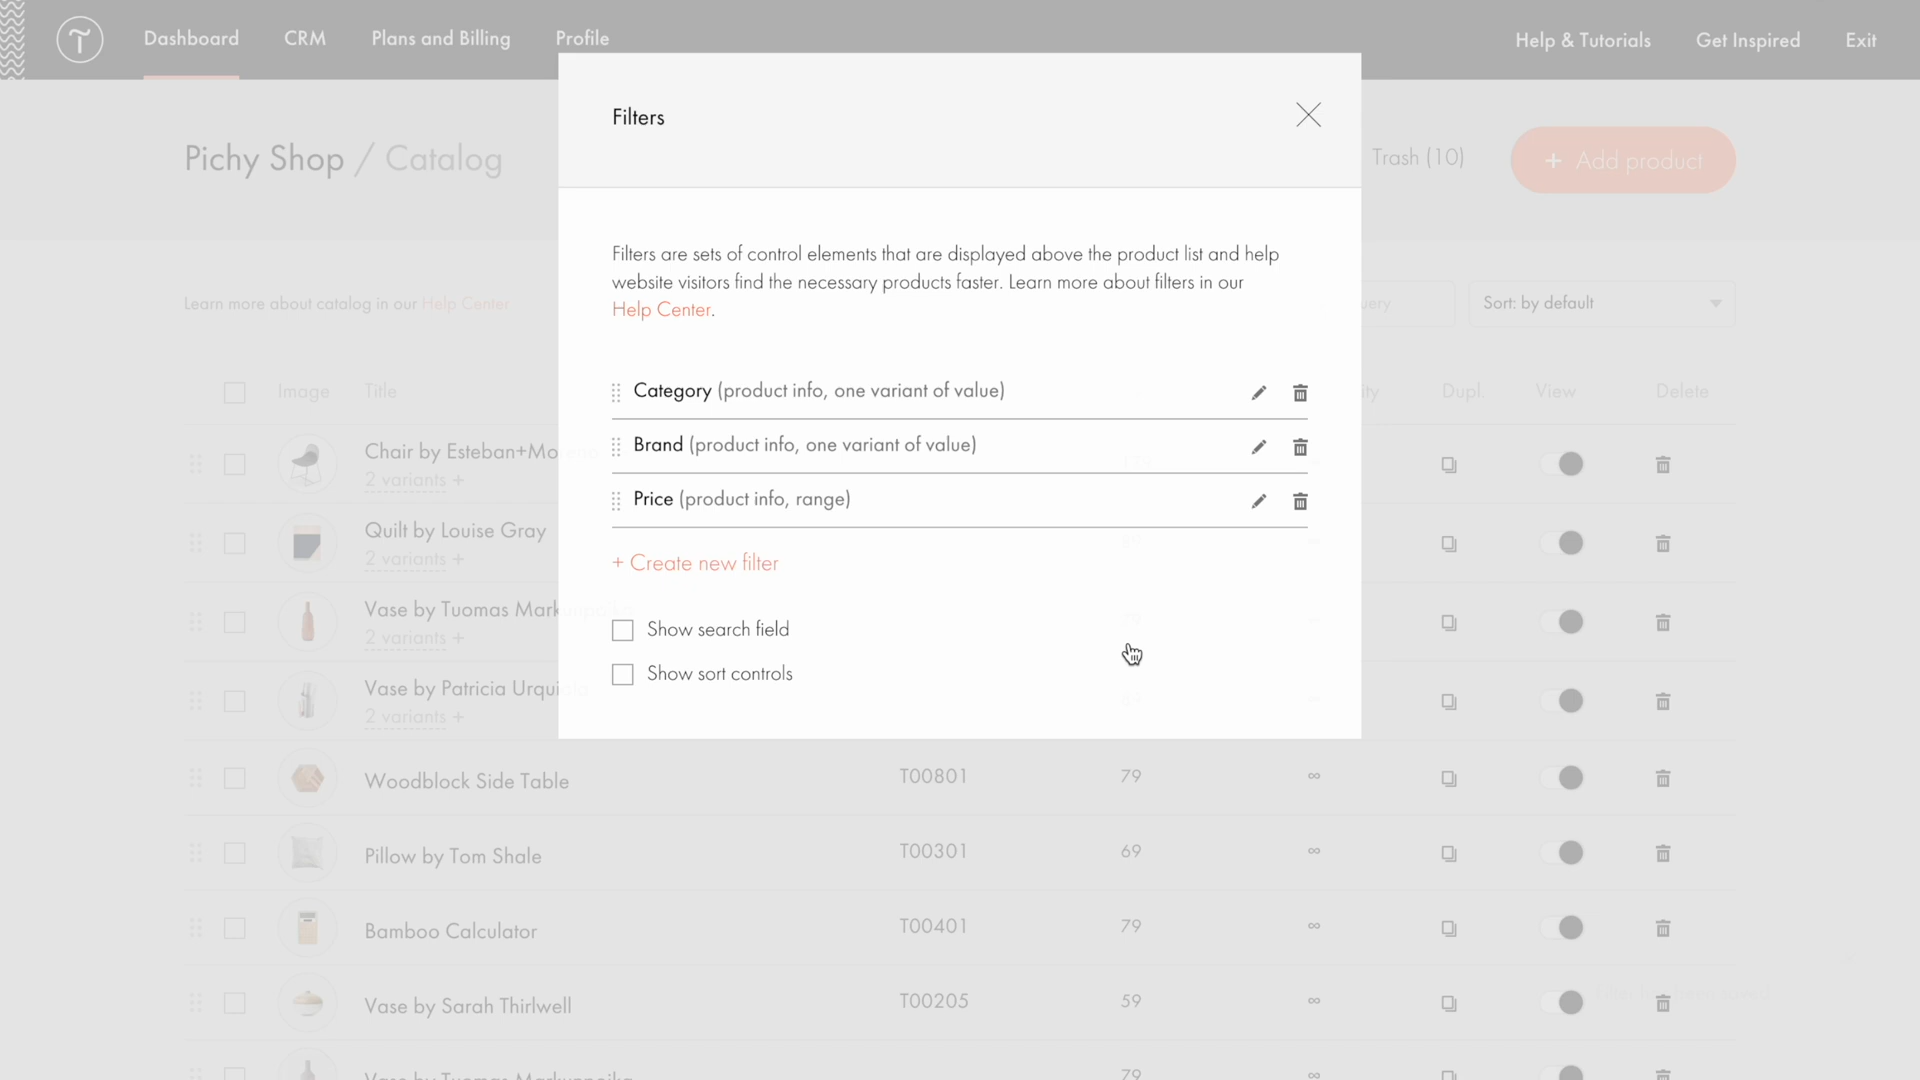 Dashboard CRM Plans and Billing Profile Help & Tutorials Get Inspired Exit
Filters
Pichy Shop / Catalog Trash (10) + Add product
Filters are sets of control elements that are displayed above the product list and help
website visitors find the necessary products faster. Learn more about filters in our
Help Center.
Learn more about catalog in our Help Center Sort: by default
Category (product info, one variant of value)
Brand (product info, one variant of value)
Price (product info, range)
+ Create new filter
Show search field
Show sort controls
Image Title Dupl. View Delete
Chair by Esteban+Mo
2 variants +
Quilt by Louise Gray
2 variants +
Vase by Tuomas Mark
2 variants +
Vase by Patricia Urqui
2 variants +
Woodblock Side Table T00801 79 ∞
Pillow by Tom Shale T00301 69 ∞
Bamboo Calculator T00401 79 ∞
Vase by Sarah Thirlwell T00205 59 ∞
79 ∞